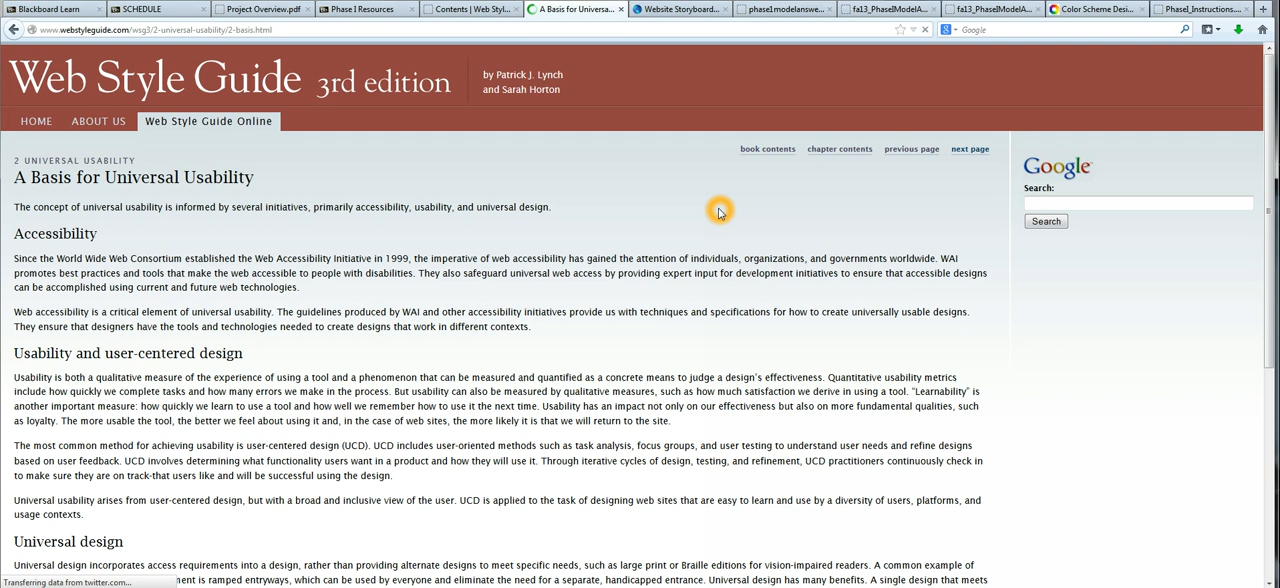 Blackboard Learn
SCHEDULE
Project Overview.pdf
Phase I Resources
Contents | Web Styl...
A Basis for Universa...
Website Storyboard...
phase1modelanswe...
fa13_PhaseIModelA...
fa13_PhaseIModelA...
Color Scheme Desi...
PhaseI_Instructions....
www.webstyleguide.com/wsg3/2-universal-usability/2-basis.html
Google
Web Style Guide 3rd edition
by Patrick J. Lynch
and Sarah Horton
HOME ABOUT US Web Style Guide Online
book contents chapter contents previous page next page
2 UNIVERSAL USABILITY
A Basis for Universal Usability
The concept of universal usability is informed by several initiatives, primarily accessibility, usability, and universal design.
Accessibility
Since the World Wide Web Consortium established the Web Accessibility Initiative in 1999, the imperative of web accessibility has gained the attention of individuals, organizations, and governments worldwide. WAI
promotes best practices and tools that make the web accessible to people with disabilities. They also safeguard universal web access by providing expert input for development initiatives to ensure that accessible designs
can be accomplished using current and future web technologies.
Web accessibility is a critical element of universal usability. The guidelines produced by WAI and other accessibility initiatives provide us with techniques and specifications for how to create universally usable designs.
They ensure that designers have the tools and technologies needed to create designs that work in different contexts.
Usability and user-centered design
Usability is both a qualitative measure of the experience of using a tool and a phenomenon that can be measured and quantified as a concrete means to judge a design's effectiveness. Quantitative usability metrics
include how quickly we complete tasks and how many errors we make in the process. But usability can also be measured by qualitative measures, such as how much satisfaction we derive in using a tool. "Learnability" is
another important measure: how quickly we learn to use a tool and how well we remember how to use it the next time. Usability has an impact not only on our effectiveness but also on more fundamental qualities, such
as loyalty. The more usable the tool, the better we feel about using it and, in the case of web sites, the more likely it is that we will return to the site.
The most common method for achieving usability is user-centered design (UCD). UCD includes user-oriented methods such as task analysis, focus groups, and user testing to understand user needs and refine designs
based on user feedback. UCD involves determining what functionality users want in a product and how they will use it. Through iterative cycles of design, testing, and refinement, UCD practitioners continuously check in
to make sure they are on track-that users like and will be successful using the design.
Universal usability arises from user-centered design, but with a broad and inclusive view of the user. UCD is applied to the task of designing web sites that are easy to learn and use by a diversity of users, platforms, and
usage contexts.
Universal design
Universal design incorporates access requirements into a design, rather than providing alternate designs to meet specific needs, such as large print or Braille editions for vision-impaired readers. A common example of
ment is ramped entryways, which can be used by everyone and eliminate the need for a separate, handicapped entrance. Universal design has many benefits. A single design that meets
Google
Search:
Search
Transferring data from twitter.com...